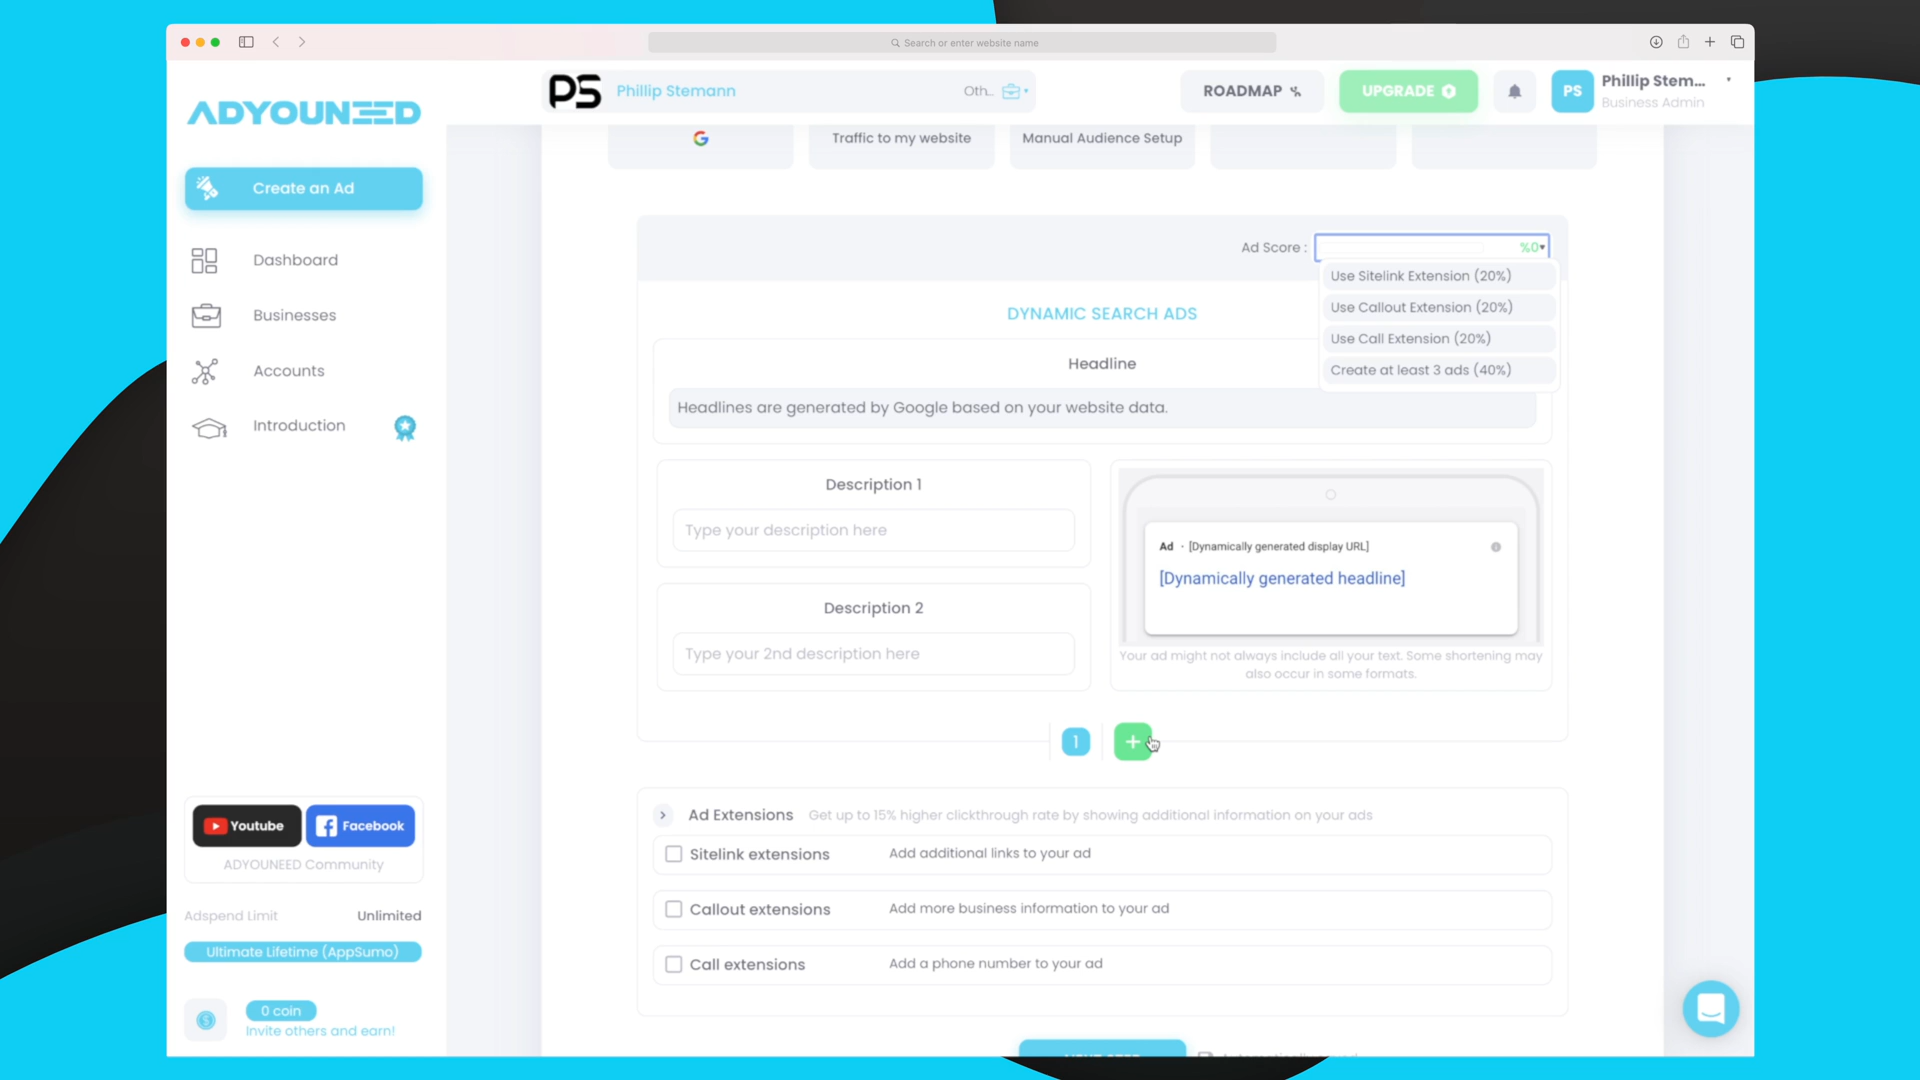 Search or enter website name
ADYOUNEED
PS
Phillip Stemann
Oth..
ROADMAP
UPGRADE
PS
Phillip Stem...
Business Admin
Traffic to my website
Manual Audience Setup
Create an Ad
Dashboard
Businesses
Accounts
Introduction
Ad Score :
%0
Use Sitelink Extension (20%)
Use Callout Extension (20%)
Use Call Extension (20%)
Create at least 3 ads (40%)
DYNAMIC SEARCH ADS
Headline
Headlines are generated by Google based on your website data.
Description 1
Type your description here
Description 2
Type your 2nd description here
Ad · [Dynamically generated display URL]
[Dynamically generated headline]
Your ad might not always include all your text. Some shortening may
also occur in some formats.
1
+
Ad Extensions Get up to 15% higher clickthrough rate by showing additional information on your ads
Sitelink extensions Add additional links to your ad
Callout extensions Add more business information to your ad
Call extensions Add a phone number to your ad
Youtube
Facebook
ADYOUNEED Community
Adspend Limit Unlimited
Ultimate Lifetime (AppSumo)
0 coin
Invite others and earn!